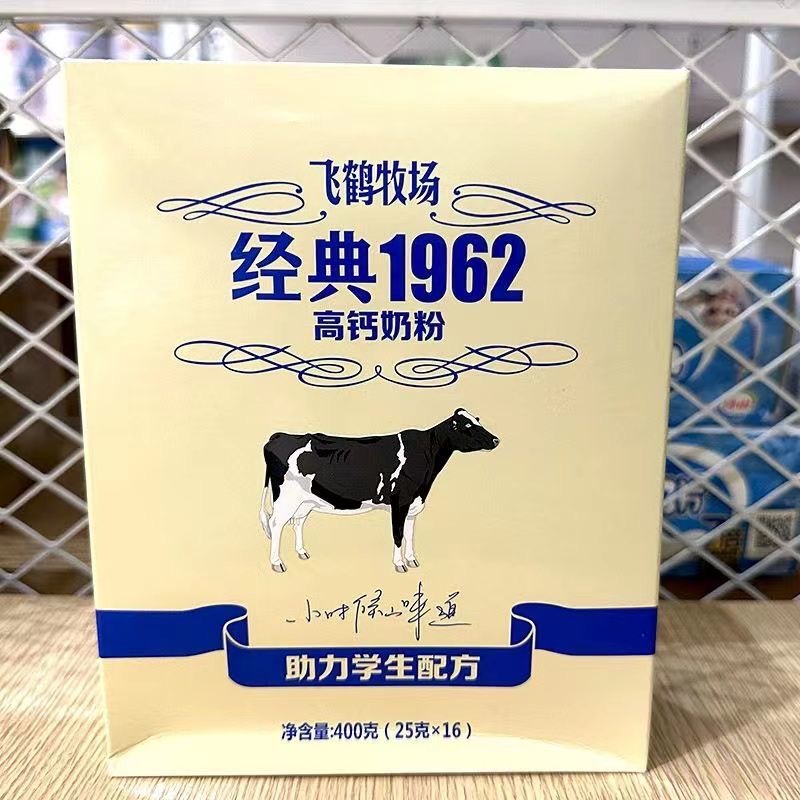 飞鹤牧场
经典1962
高钙奶粉
小时候的味道
助力学生配方
净含量:400克（25克×16）